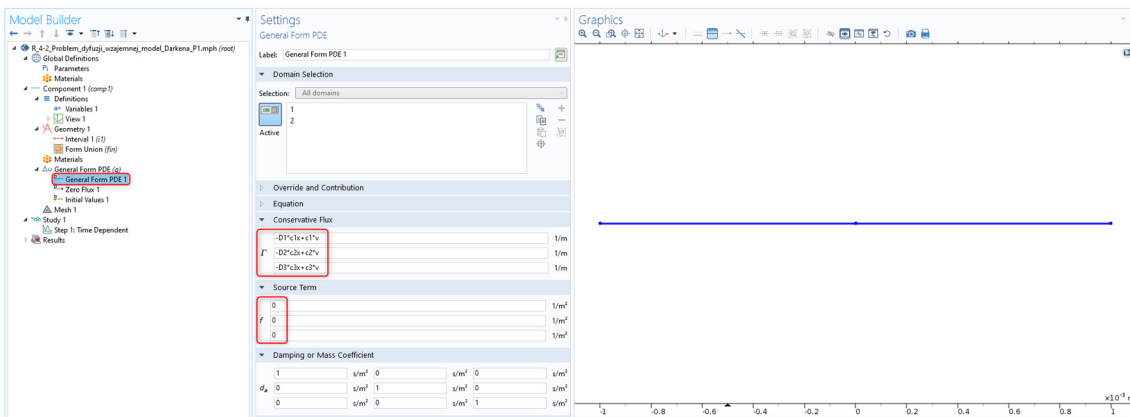 Model Builder
R_4-2_Problem_dyfuzji_wzajemnej_model_Darkena_P1.mph (root)
Global Definitions
Pi Parameters
Materials
Component 1 (comp1)
Definitions
a= Variables 1
View 1
Geometry 1
Interval 1 (i1)
Form Union (fin)
Materials
Δu General Form PDE (g)
General Form PDE 1
Zero Flux 1
Initial Values 1
Mesh 1
Study 1
Step 1: Time Dependent
Results
Settings
General Form PDE
Label: General Form PDE 1
Domain Selection
Selection: All domains
ON
Active
1
2
Override and Contribution
Equation
Conservative Flux
-D1*c1x+c1*v 1/m
Γ -D2*c2x+c2*v 1/m
-D3*c3x+c3*v 1/m
Source Term
0 1/m²
f 0 1/m²
0 1/m²
Damping or Mass Coefficient
1 s/m² 0 s/m² 0 s/m²
da 0 s/m² 1 s/m² 0 s/m²
0 s/m² 0 s/m² 1 s/m²
Graphics
×10⁻³
-1 -0.8 -0.6 -0.4 -0.2 0 0.2 0.4 0.6 0.8 1